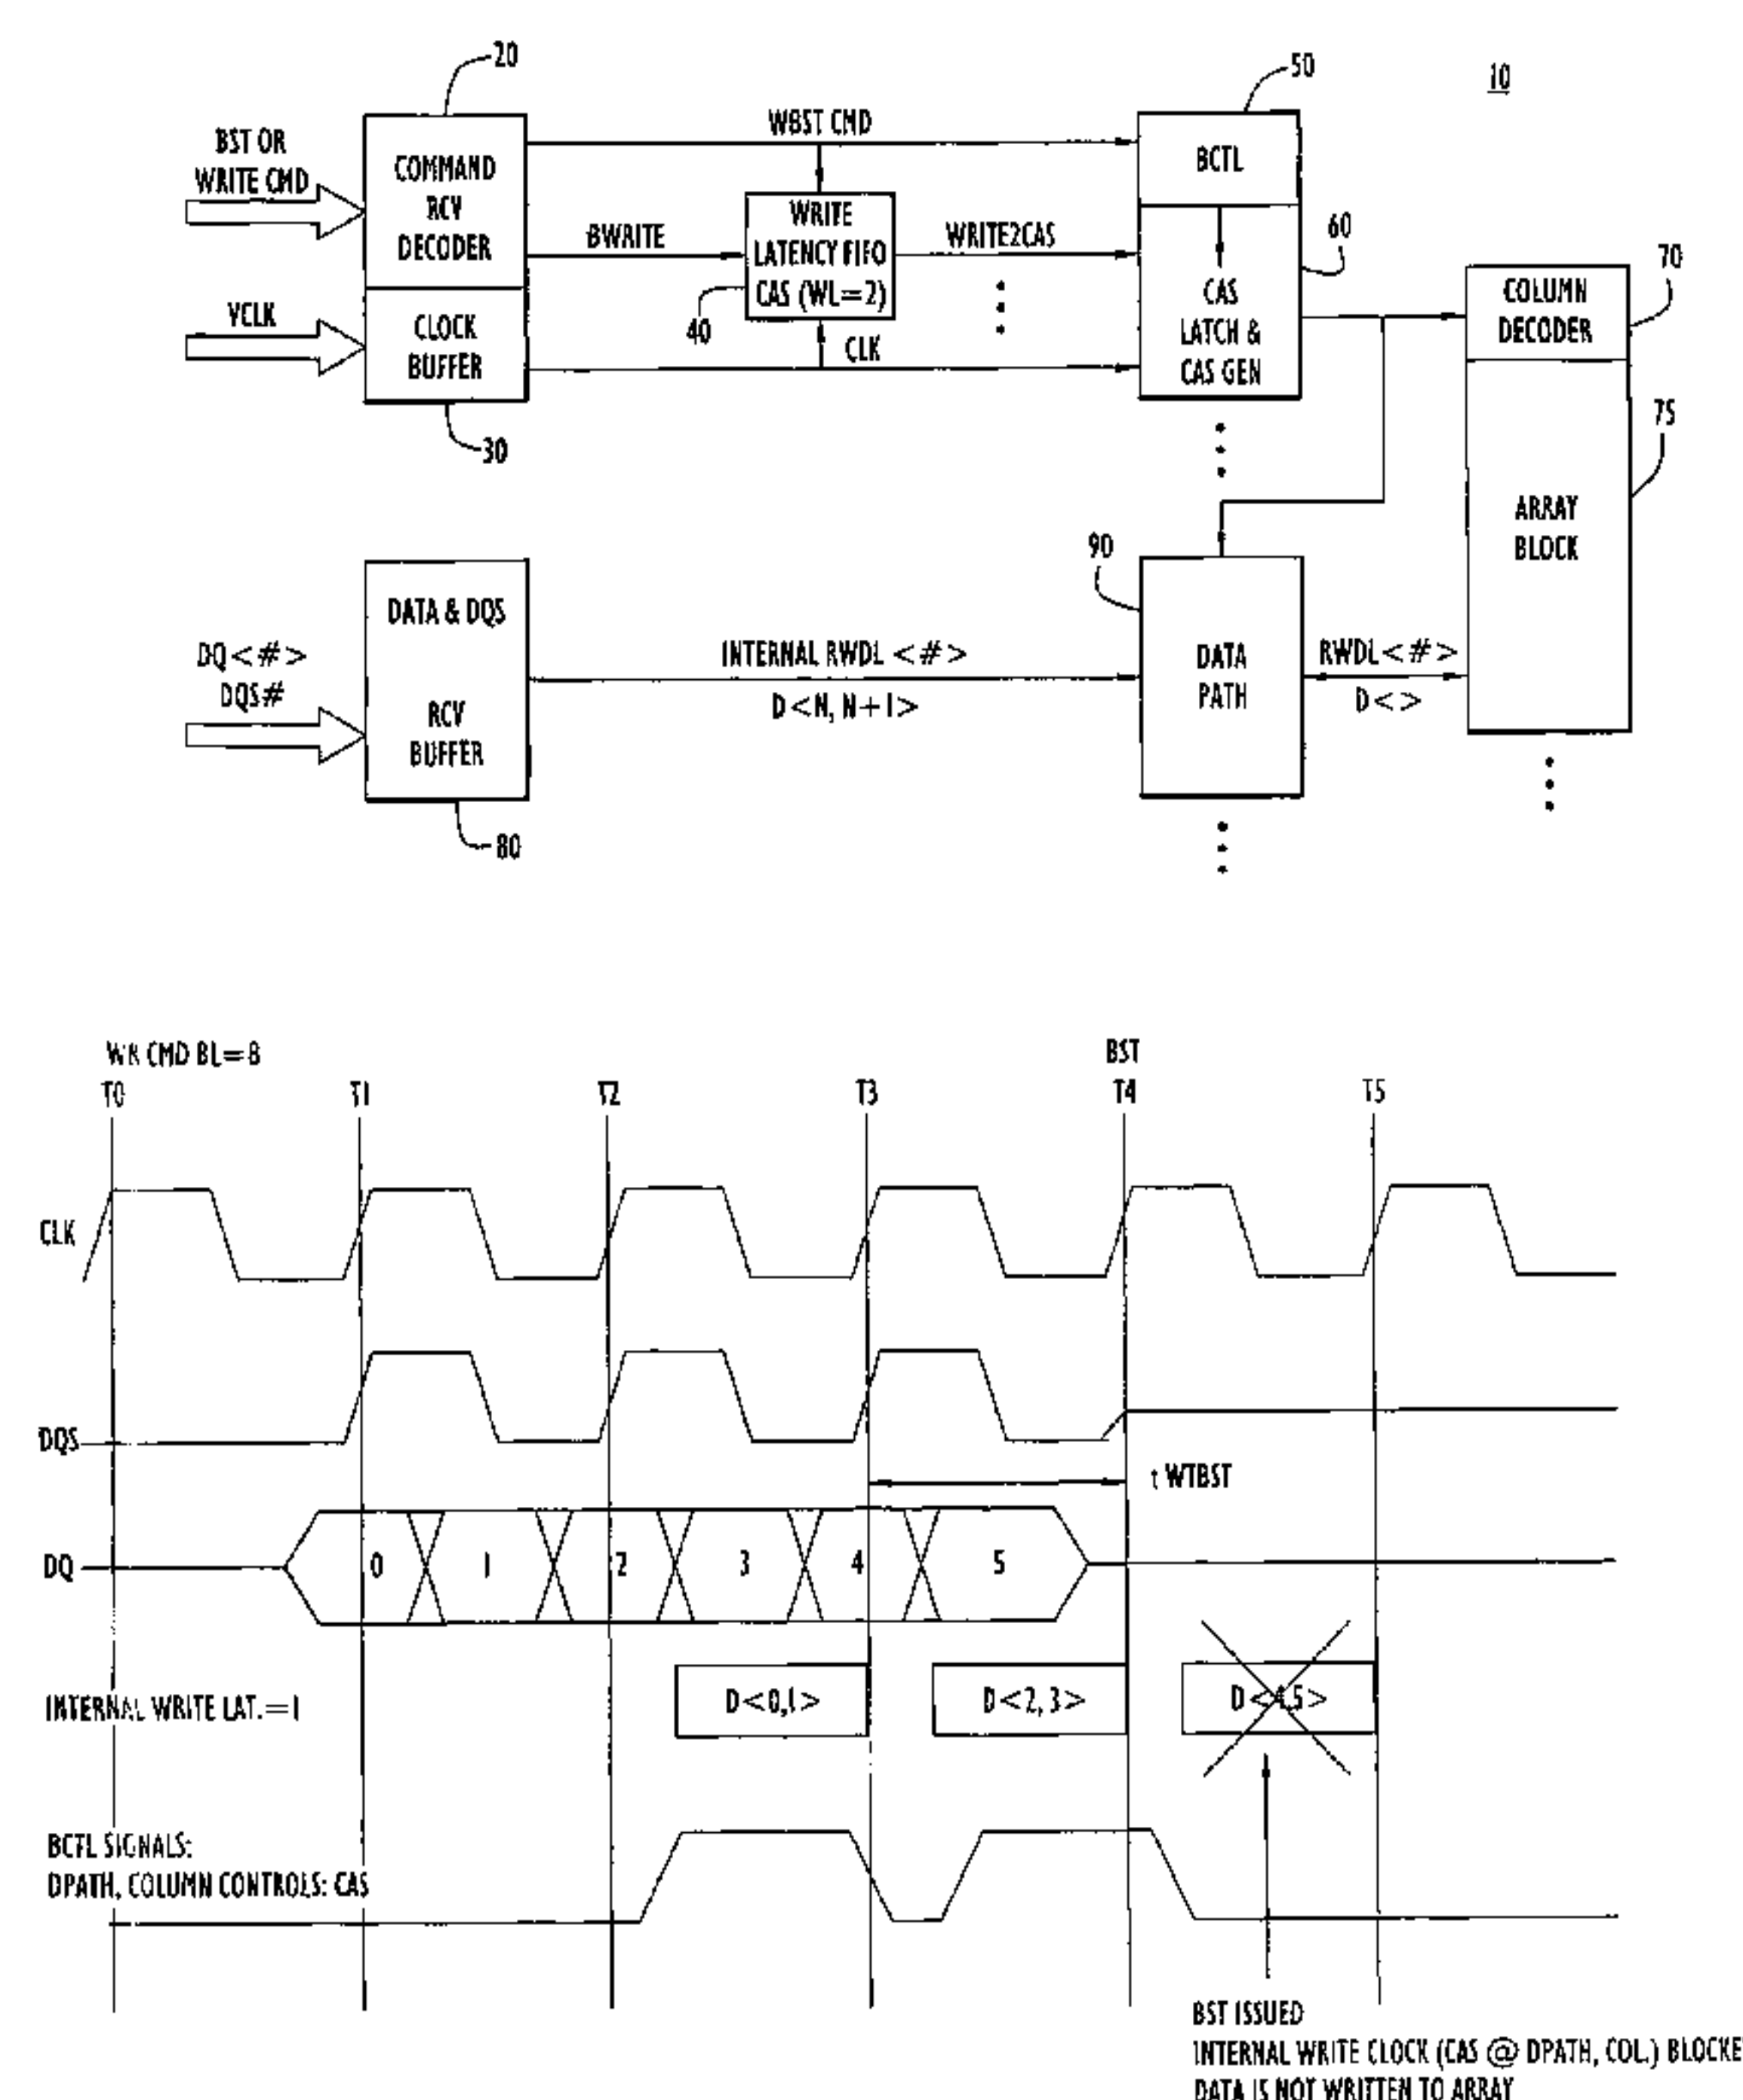 20
50
10
BST OR
WRITE CMD
COMMAND
RCV
DECODER
WBST CMD
BCTL
BWRITE
WRITE
LATENCY FIFO
CAS (WL=2)
WRITE2CAS
60
70
VCLK
CLOCK
BUFFER
40
CLK
CAS
LATCH &
CAS GEN
COLUMN
DECODER
30
75
ARRAY
BLOCK
90
DATA & DQS
RCV
BUFFER
DQ<#>
DQS#
INTERNAL RWDL <#>
D<N, N+1>
DATA
PATH
RWDL<#>
D<>
80
WR CMD BL=8
BST
T0 T1 T2 T3 T4 T5
CLK
DQS
t WTBST
DQ 0 1 2 3 4 5
INTERNAL WRITE LAT.=1 D<0,1> D<2, 3> D<4,5>
BCTL SIGNALS:
DPATH, COLUMN CONTROLS: CAS
BST ISSUED
INTERNAL WRITE CLOCK (CAS @ DPATH, COL.) BLOCKE
DATA IS NOT WRITTEN TO ARRAY